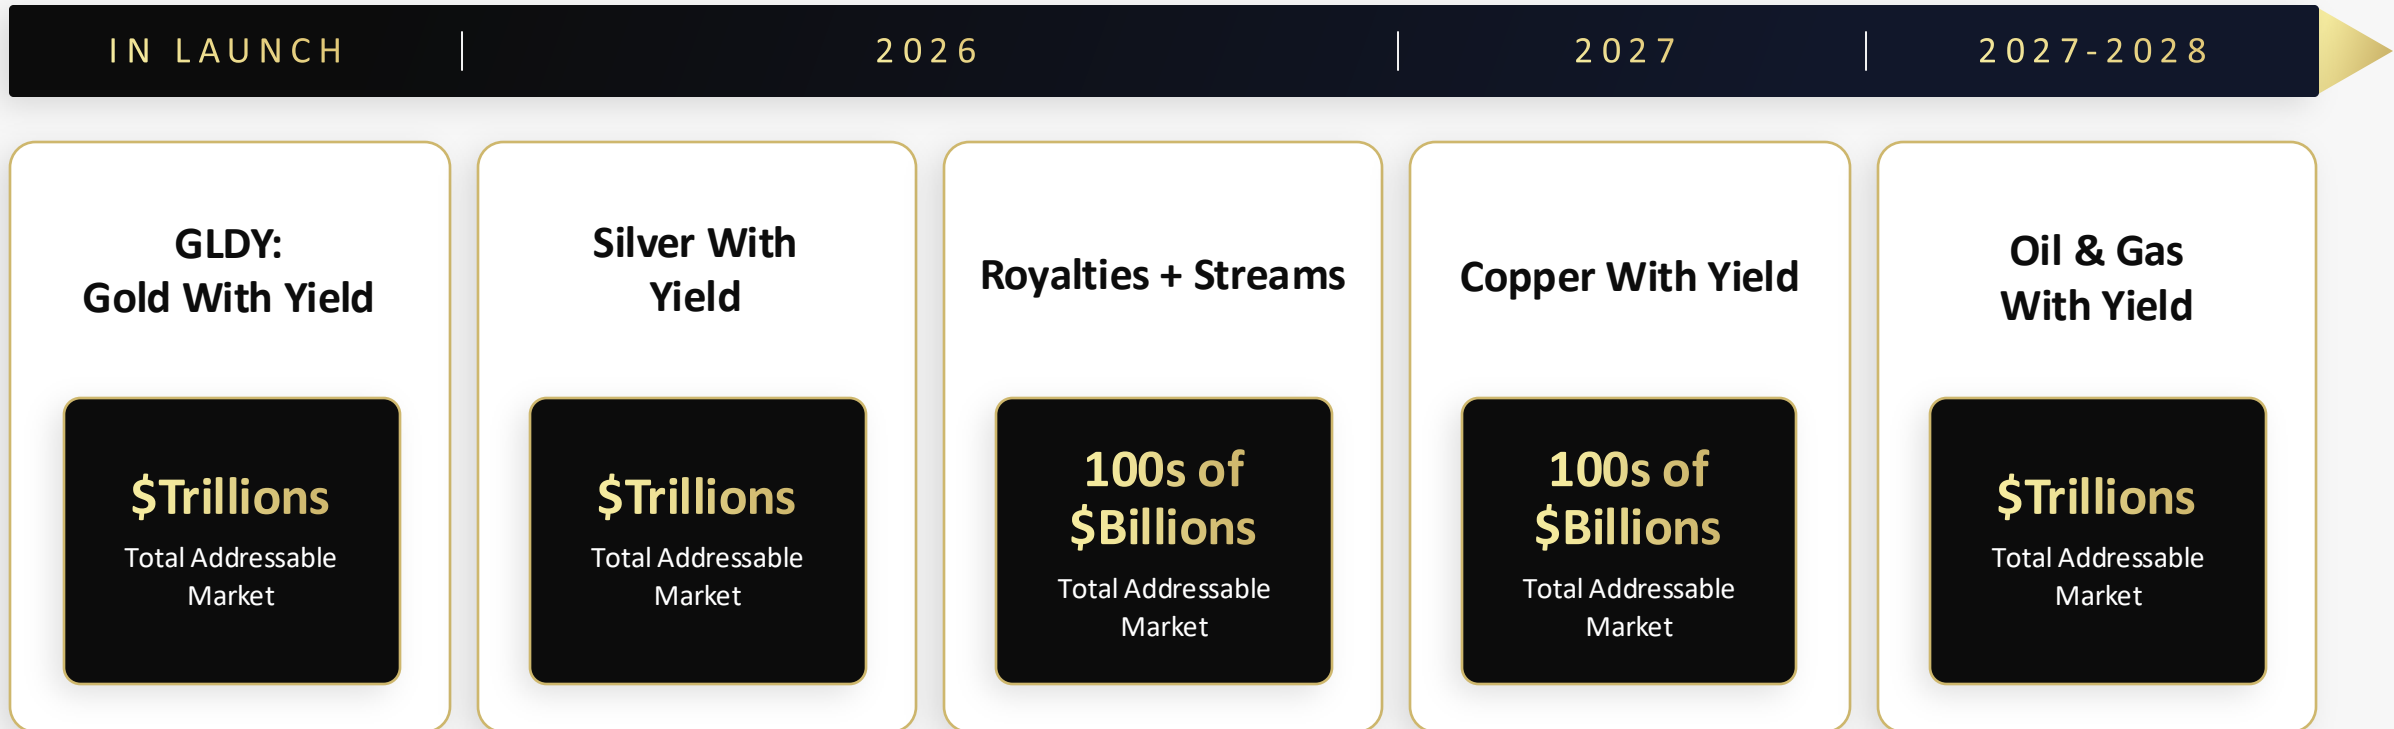 IN LAUNCH
2026
2027
2027-2028
GLDY:
Gold With Yield
$Trillions
Total Addressable
Market
Silver With
Yield
$Trillions
Total Addressable
Market
Royalties + Streams
100s of
$Billions
Total Addressable
Market
Copper With Yield
100s of
$Billions
Total Addressable
Market
Oil & Gas
With Yield
$Trillions
Total Addressable
Market